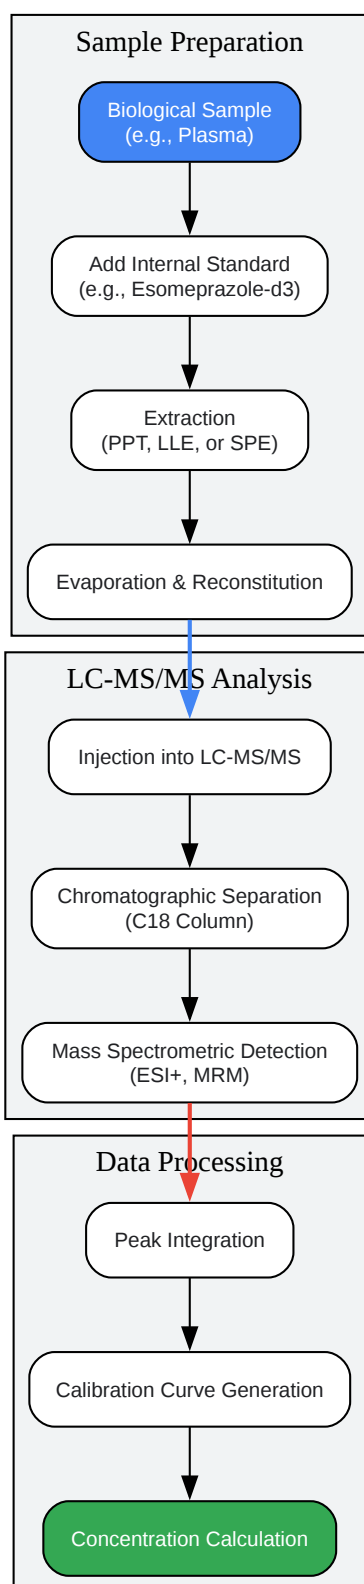 Sample Preparation
Biological Sample
(e.g., Plasma)
Add Internal Standard
(e.g., Esomeprazole-d3)
Extraction
(PPT, LLE, or SPE)
Evaporation & Reconstitution
LC-MS/MS Analysis
Injection into LC-MS/MS
Chromatographic Separation
(C18 Column)
Mass Spectrometric Detection
(ESI+, MRM)
Data Processing
Peak Integration
Calibration Curve Generation
Concentration Calculation